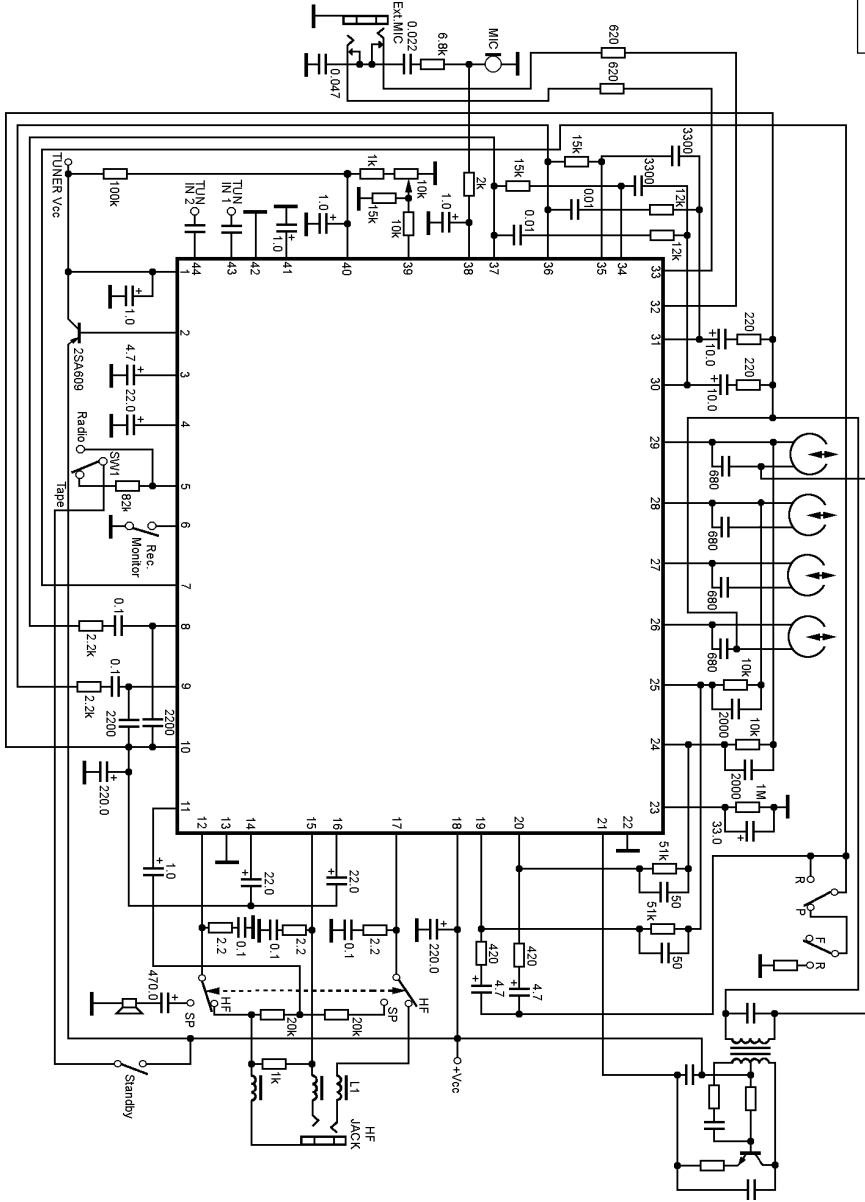 Ext.MIC
0.022
6.8k
MIC
620
620
0.047
3300
15k
3300
15k
2k
1k
10k
15k
10k
1.0
1.0
1.0
0.01
12k
0.01
12k
TUNER Vcc
100k
TUN
IN 2
TUN
IN 1
44
43
42
41
40
39
38
37
36
35
34
33
32
31
30
29
28
27
26
25
24
23
1
2
3
4
5
6
7
8
9
10
11
12
13
14
15
16
17
18
19
20
21
22
1.0
2SA609
4.7
22.0
Radio
SW1
Tape
82k
Rec.
Monitor
0.1
2.2k
0.1
2.2k
2200
2200
220.0
220
10.0
220
10.0
680
680
680
680
10k
2000
10k
2000
1M
33.0
1.0
22.0
22.0
2.2
0.1
0.1
2.2
0.1
2.2
220.0
420
4.7
420
4.7
51k
50
51k
50
R
P
F
R
470.0
SP
HF
20k
20k
SP
HF
1k
L1
HF
JACK
+Vcc
Standby